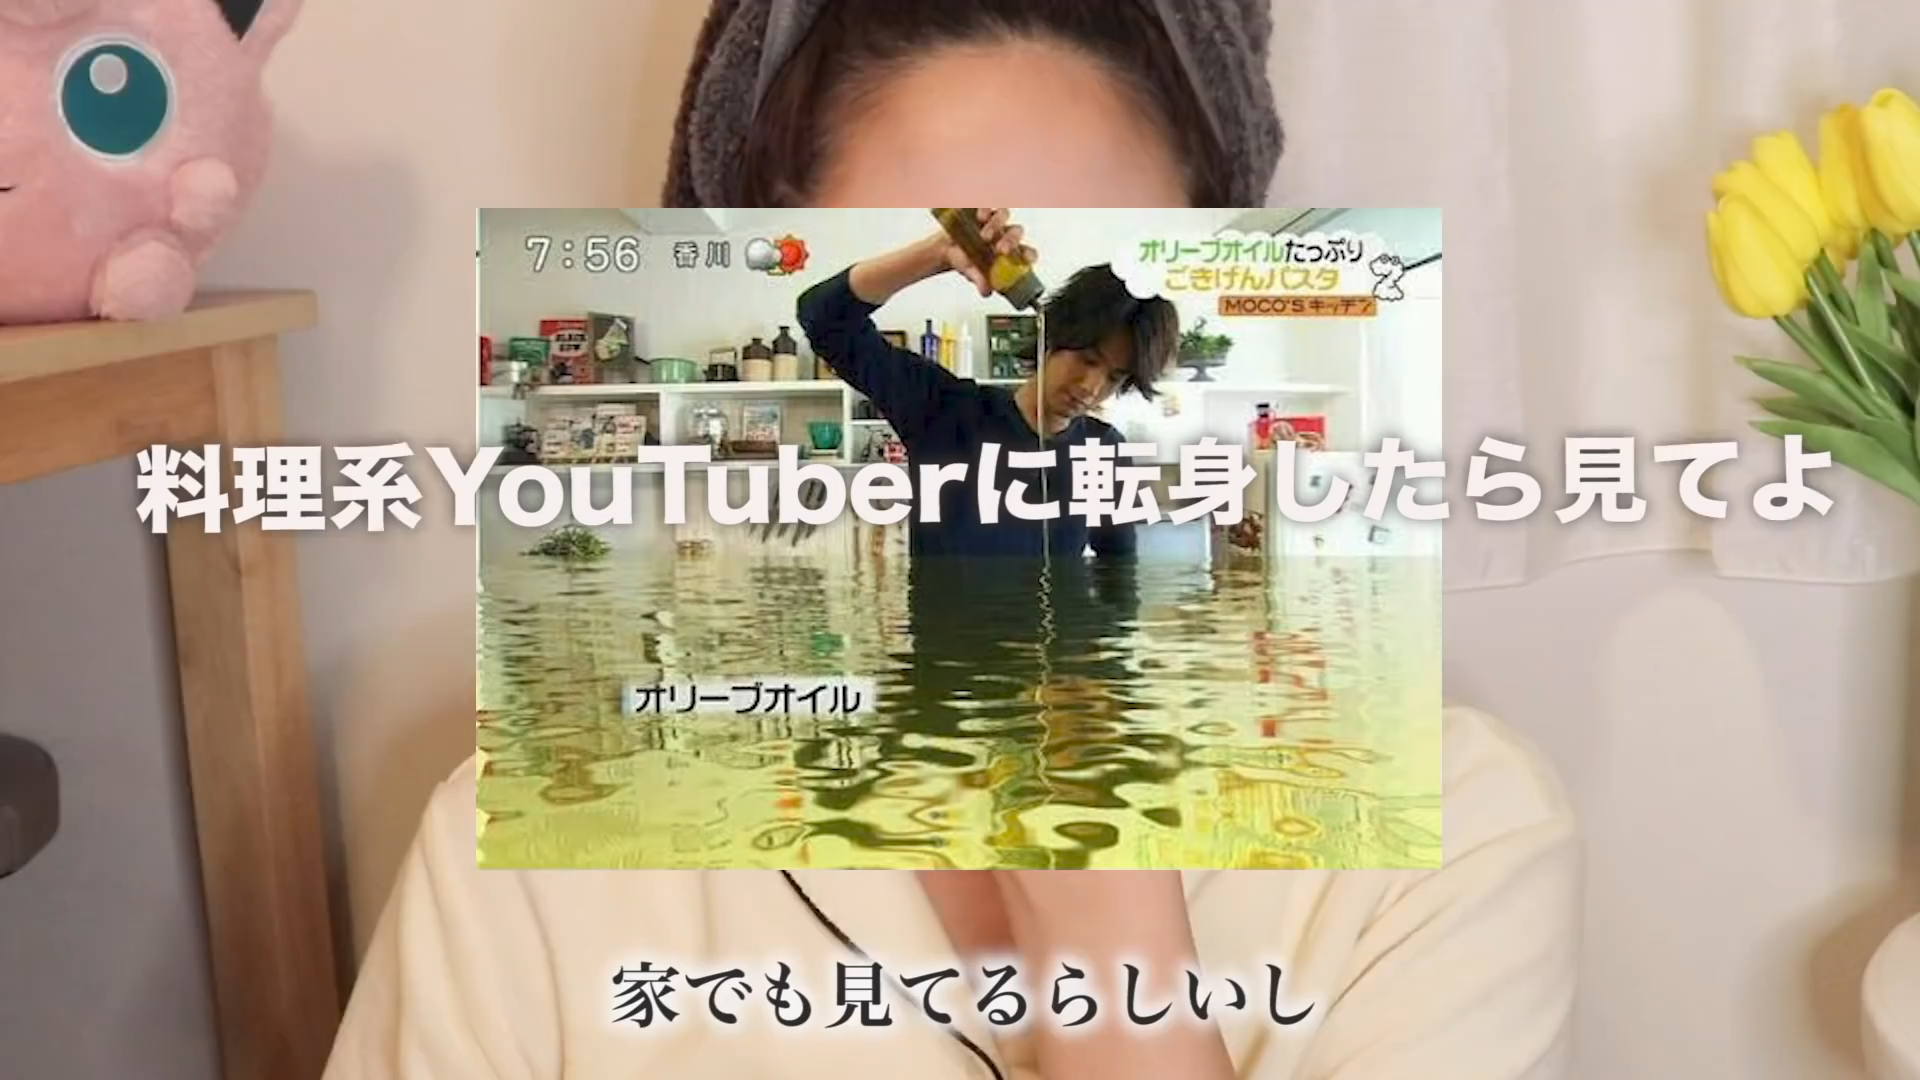 7:56 香川
オリーブオイルたっぷり
ごきげんパスタ
MOCO'S キッチン
料理系YouTuberに転身したら見てよ
オリーブオイル
家でも見てるらしいし